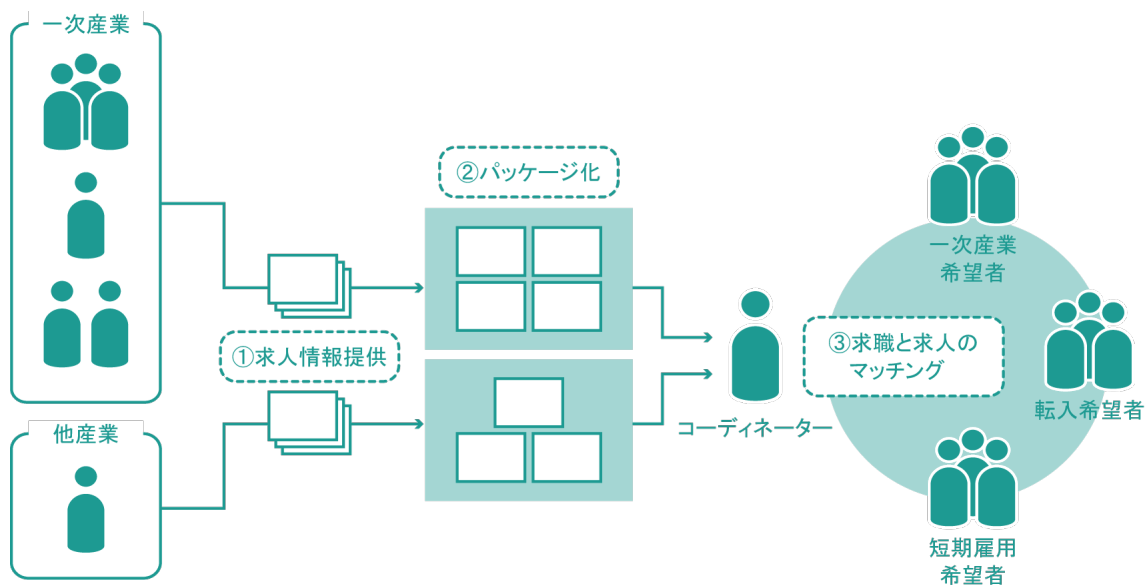 一次産業
他産業
①求人情報提供
②パッケージ化
コーディネーター
③求職と求人の
マッチング
一次産業
希望者
転入希望者
短期雇用
希望者